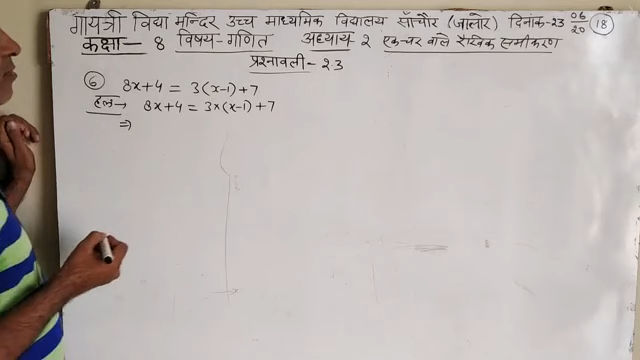 गायत्री विद्या मन्दिर उच्च माध्यमिक विद्यालय साँचौर (जालोर) दिनांक-23 06/20 (18)
कक्षा- 8 विषय-गणित अध्याय-2 एक-चर वाले रैखिक समीकरण
प्रश्नावली-2.3
(6) 8x+4 = 3(x-1)+7
हल→ 8x+4 = 3×(x-1)+7
⇒